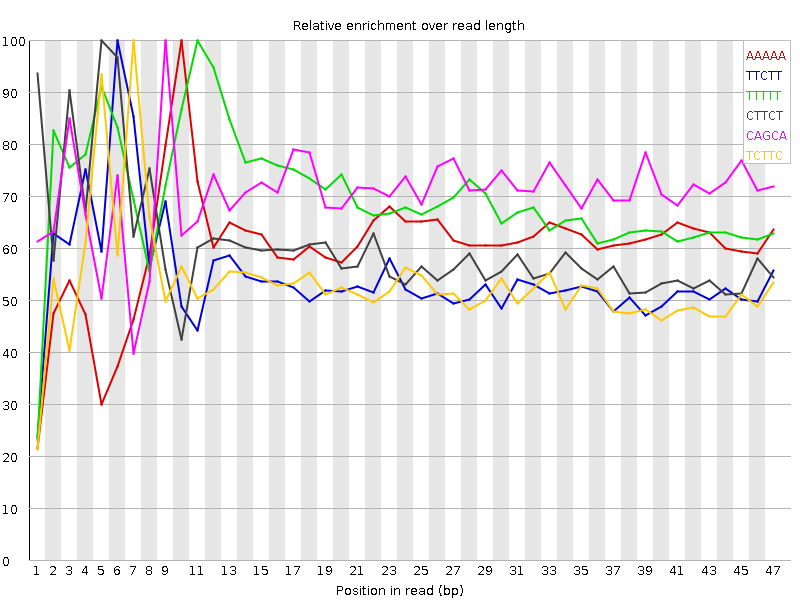 Relative enrichment over read length
100
90
80
70
60
50
40
30
20
10
0
AAAAA
TTCTT
TTTTT
CTTCT
CAGCA
TCTTC
1 2 3 4 5 6 7 8 9 11 13 15 17 19 21 23 25 27 29 31 33 35 37 39 41 43 45 47
Position in read (bp)